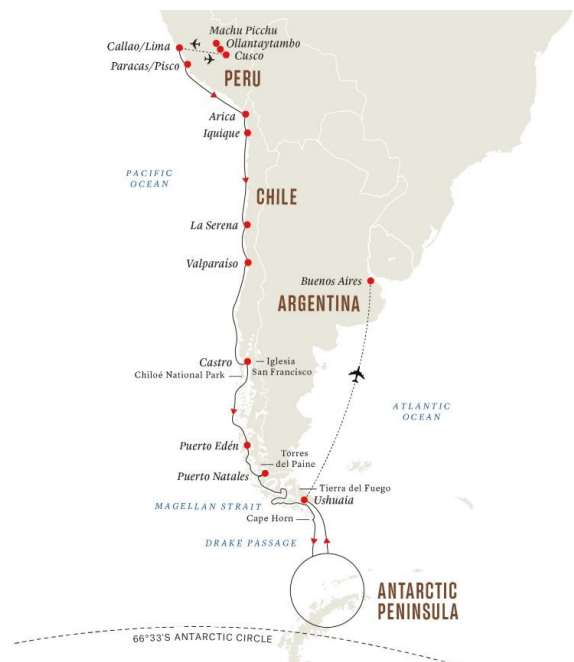 Machu Picchu
Callao/Lima
Ollantaytambo
Cusco
Paracas/Pisco
PERU
Arica
Iquique
PACIFIC
OCEAN
CHILE
La Serena
Valparaíso
Buenos Aires
ARGENTINA
Castro
Iglesia
San Francisco
Chiloé National Park
ATLANTIC
OCEAN
Puerto Edén
Torres
del Paine
Puerto Natales
Tierra del Fuego
MAGELLAN STRAIT
Ushuaia
Cape Horn
DRAKE PASSAGE
ANTARCTIC
PENINSULA
66°33'S ANTARCTIC CIRCLE